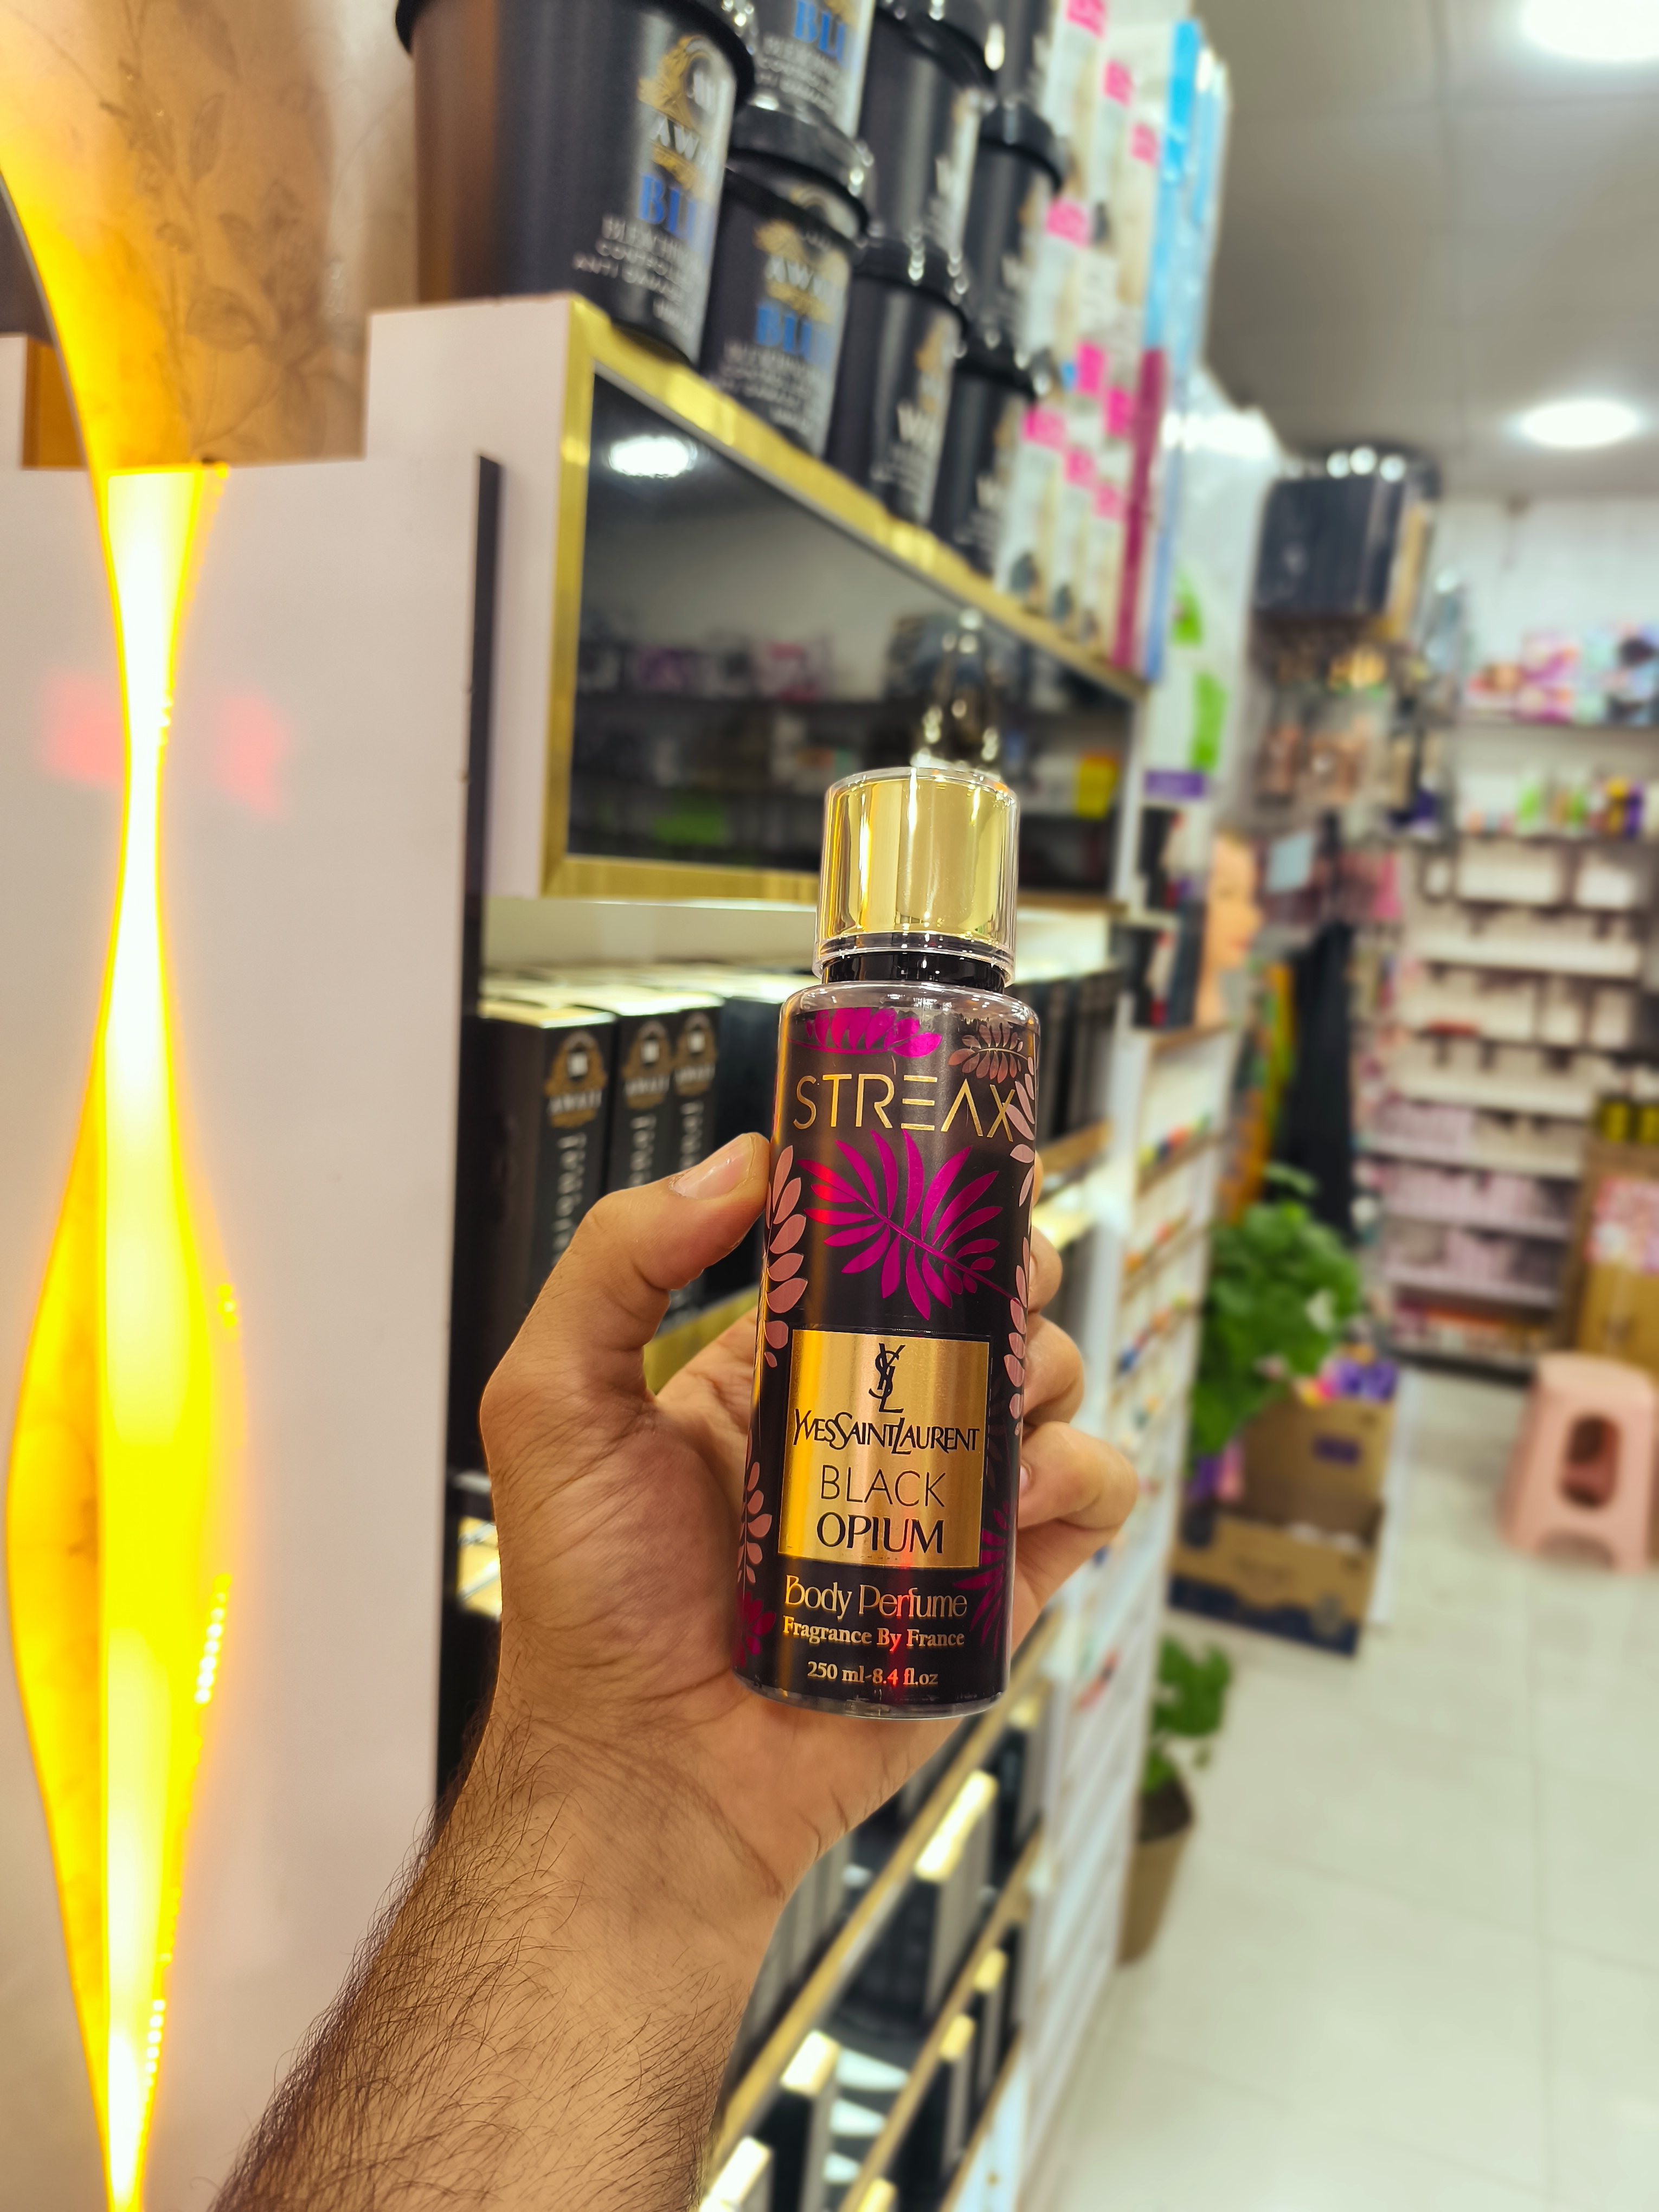 STREAX
YSL
YVESSAINTLAURENT
BLACK
OPIUM
Body Perfume
Fragrance By France
250 ml-8.4 fl.oz